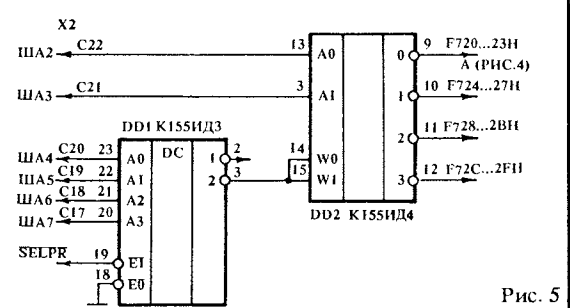 X2
ША2 C22 13 A0 0 9 F720...23H
А (РИС.4)
ША3 C21 3 A1 1 10 F724...27H
2 11 F728...2BH
DD1 К155ИД3
ША4 C20 23 A0 DC 1 2
ША5 C19 22 A1 2 3
ША6 C18 21 A2
ША7 C17 20 A3
14 W0
15 W1 3 12 F72C...2FH
DD2 К155ИД4
SELPR 19 E1
18 E0
Рис. 5